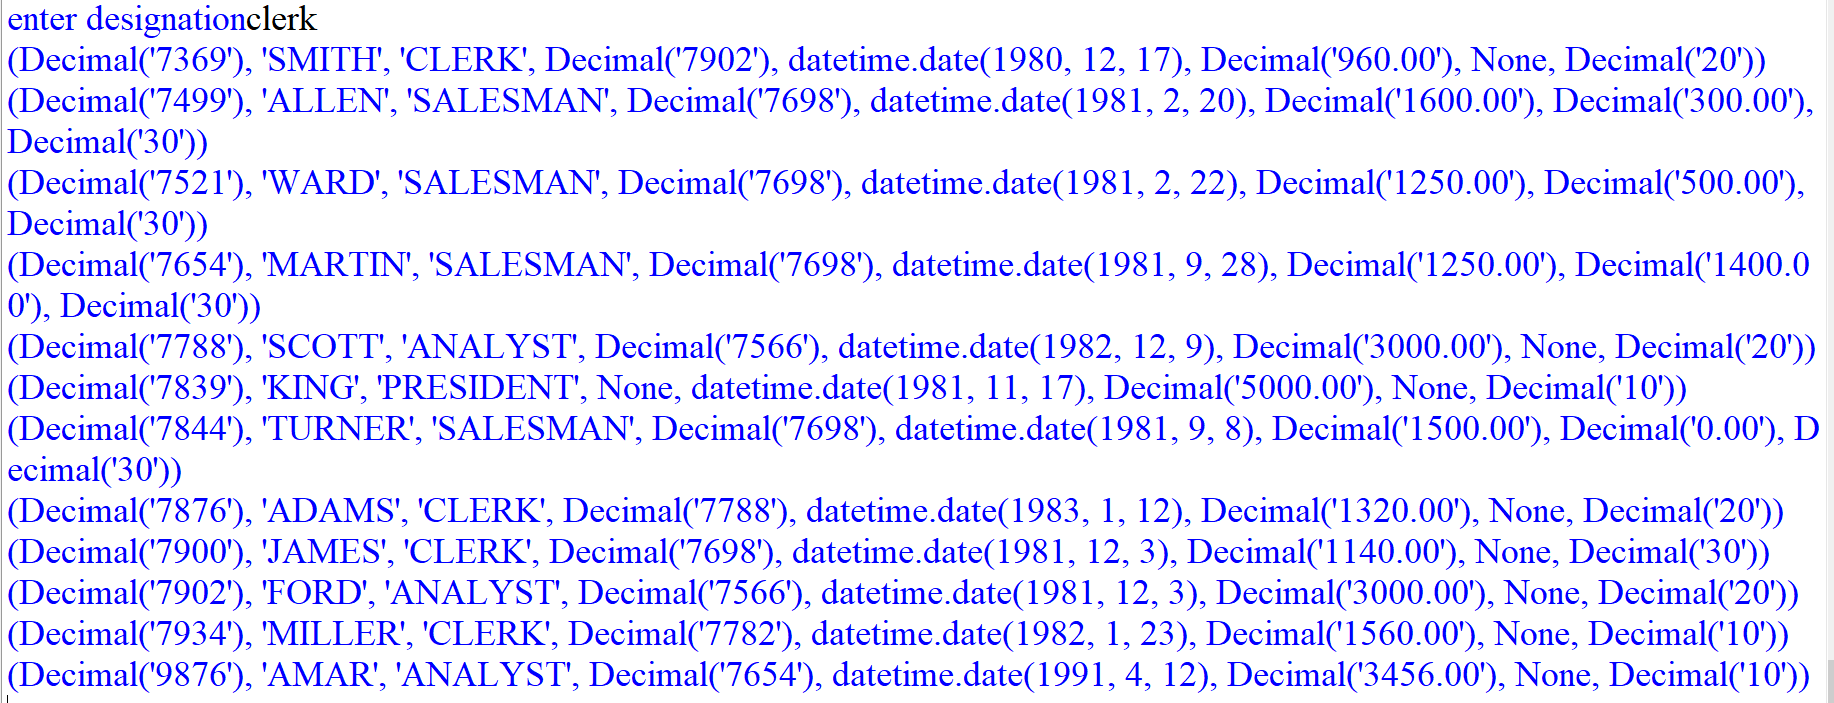 enter designationclerk
(Decimal('7369'), 'SMITH', 'CLERK', Decimal('7902'), datetime.date(1980, 12, 17), Decimal('960.00'), None, Decimal('20'))
(Decimal('7499'), 'ALLEN', 'SALESMAN', Decimal('7698'), datetime.date(1981, 2, 20), Decimal('1600.00'), Decimal('300.00'),
Decimal('30'))
(Decimal('7521'), 'WARD', 'SALESMAN', Decimal('7698'), datetime.date(1981, 2, 22), Decimal('1250.00'), Decimal('500.00'),
Decimal('30'))
(Decimal('7654'), 'MARTIN', 'SALESMAN', Decimal('7698'), datetime.date(1981, 9, 28), Decimal('1250.00'), Decimal('1400.0
0'), Decimal('30'))
(Decimal('7788'), 'SCOTT', 'ANALYST', Decimal('7566'), datetime.date(1982, 12, 9), Decimal('3000.00'), None, Decimal('20'))
(Decimal('7839'), 'KING', 'PRESIDENT', None, datetime.date(1981, 11, 17), Decimal('5000.00'), None, Decimal('10'))
(Decimal('7844'), 'TURNER', 'SALESMAN', Decimal('7698'), datetime.date(1981, 9, 8), Decimal('1500.00'), Decimal('0.00'), D
ecimal('30'))
(Decimal('7876'), 'ADAMS', 'CLERK', Decimal('7788'), datetime.date(1983, 1, 12), Decimal('1320.00'), None, Decimal('20'))
(Decimal('7900'), 'JAMES', 'CLERK', Decimal('7698'), datetime.date(1981, 12, 3), Decimal('1140.00'), None, Decimal('30'))
(Decimal('7902'), 'FORD', 'ANALYST', Decimal('7566'), datetime.date(1981, 12, 3), Decimal('3000.00'), None, Decimal('20'))
(Decimal('7934'), 'MILLER', 'CLERK', Decimal('7782'), datetime.date(1982, 1, 23), Decimal('1560.00'), None, Decimal('10'))
(Decimal('9876'), 'AMAR', 'ANALYST', Decimal('7654'), datetime.date(1991, 4, 12), Decimal('3456.00'), None, Decimal('10'))